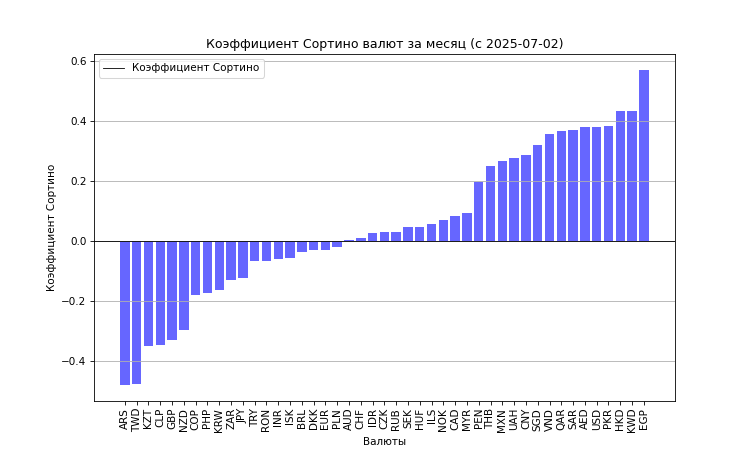 Коэффициент Сортино валют за месяц (с 2025-07-02)
Коэффициент Сортино
Коэффициент Сортино
0.6
0.4
0.2
0.0
−0.2
−0.4
ARS TWD KZT CLP GBP NZD COP PHP KRW ZAR JPY TRY RON INR ISK BRL DKK EUR PLN AUD CHF IDR CZK RUB SEK HUF ILS NOK CAD MYR PEN THB MXN UAH CNY SGD VND QAR SAR AED USD PKR HKD KWD EGP
Валюты